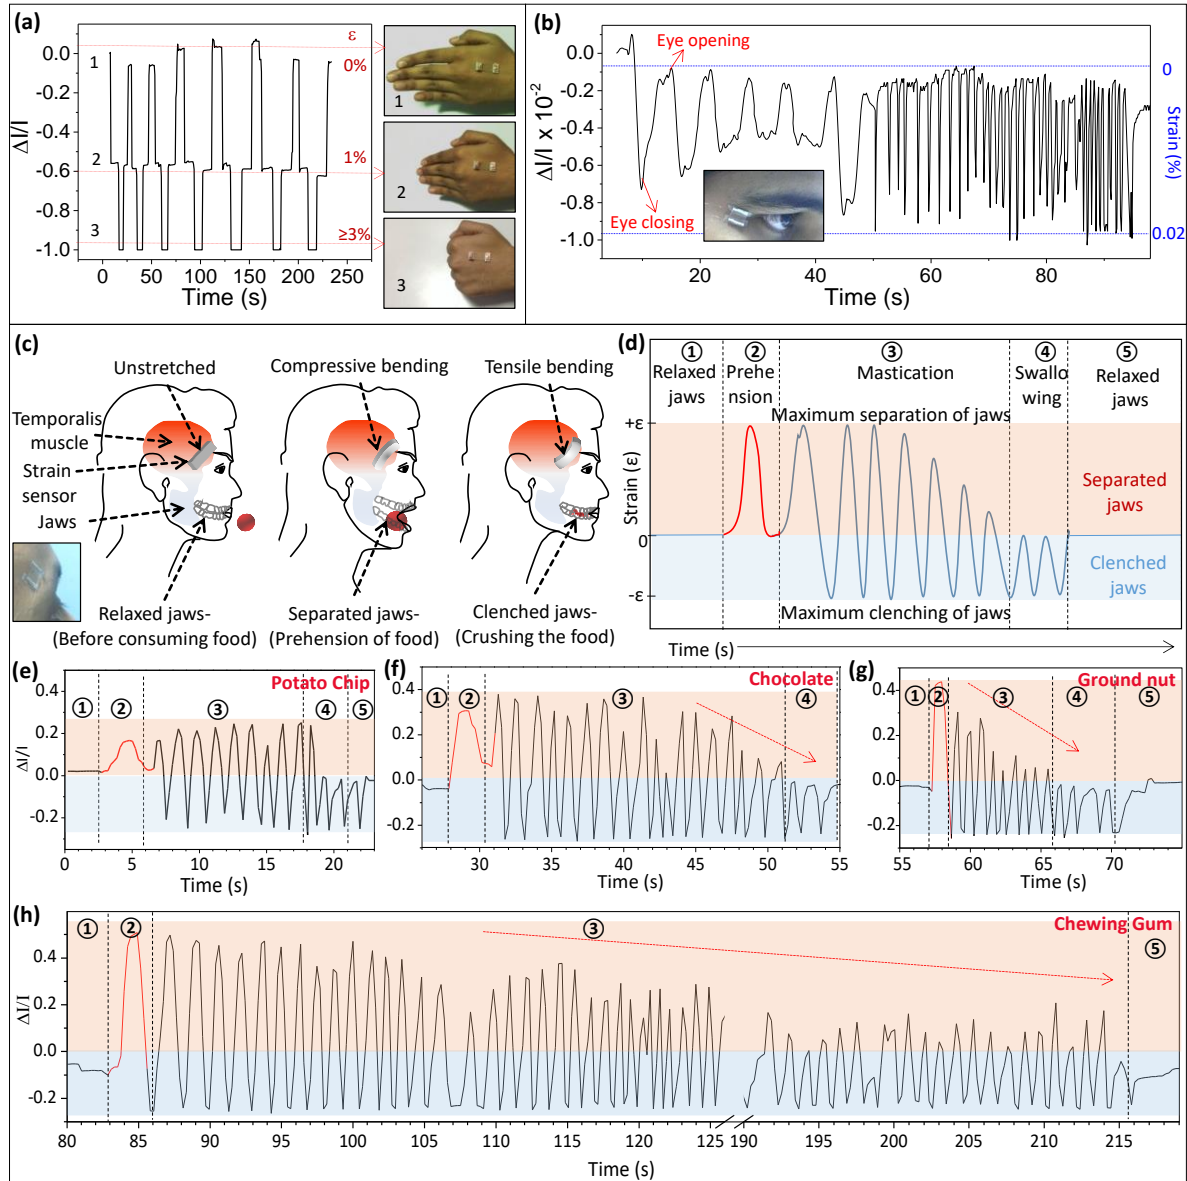 (a)
ΔI/I
0.0
-0.2
-0.4
-0.6
-0.8
-1.0
1
2
3
ε
0%
1%
≥3%
0 50 100 150 200 250
Time (s)
1
2
3
(b)
ΔI/I x 10⁻²
0.0
-0.2
-0.4
-0.6
-0.8
-1.0
Eye opening
Eye closing
0
Strain (%)
0.02
20 40 60 80
Time (s)
(c)
Unstretched
Compressive bending
Tensile bending
Temporalis
muscle
Strain
sensor
Jaws
Relaxed jaws-
(Before consuming food)
Separated jaws-
(Prehension of food)
Clenched jaws-
(Crushing the food)
(d)
① ② ③ ④ ⑤
Relaxed
jaws
Prehe
nsion
Mastication
Swallo
wing
Relaxed
jaws
Maximum separation of jaws
+ε
Strain (ε)
0
-ε
Separated
jaws
Clenched
jaws
Maximum clenching of jaws
Time (s)
(e)
Potato Chip
① ② ③ ④ ⑤
ΔI/I
0.4
0.2
0.0
-0.2
0 5 10 15 20
Time (s)
(f)
Chocolate
① ② ③ ④
0.4
0.2
0.0
-0.2
30 35 40 45 50 55
Time (s)
(g)
Ground nut
① ② ③ ④ ⑤
0.4
0.2
0.0
-0.2
55 60 65 70
Time (s)
(h)
Chewing Gum
① ② ③ ⑤
ΔI/I
0.4
0.2
0.0
-0.2
80 85 90 95 100 105 110 115 120 125 190 195 200 205 210 215
Time (s)